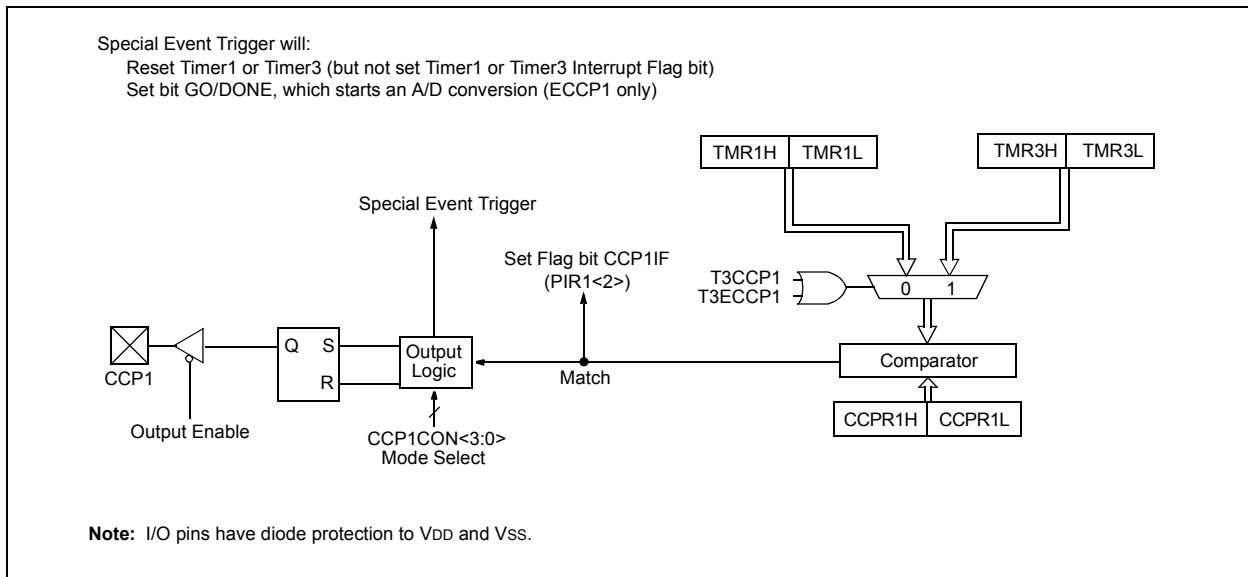 Special Event Trigger will:
Reset Timer1 or Timer3 (but not set Timer1 or Timer3 Interrupt Flag bit)
Set bit GO/DONE, which starts an A/D conversion (ECCP1 only)
TMR1H TMR1L
TMR3H TMR3L
Special Event Trigger
Set Flag bit CCP1IF
(PIR1<2>)
T3CCP1
T3ECCP1
0 1
Q S
R
Output
Logic
Comparator
CCP1
Match
CCPR1H CCPR1L
Output Enable
CCP1CON<3:0>
Mode Select
Note: I/O pins have diode protection to VDD and VSS.